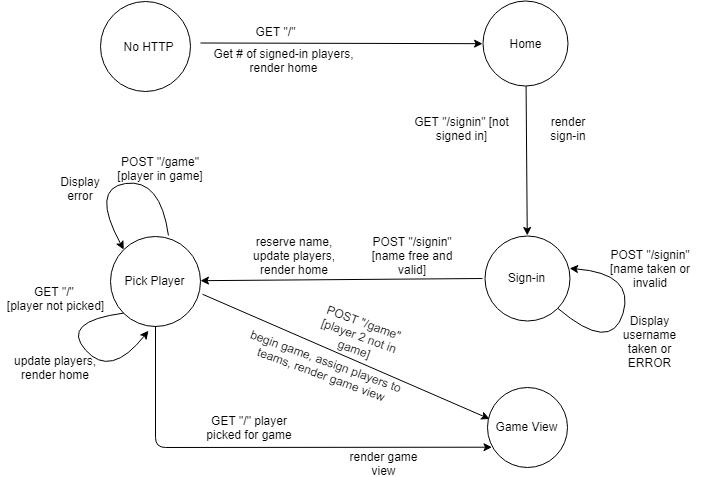 No HTTP
GET "/"
Get # of signed-in players,
render home
Home
GET "/signin" [not
signed in]
render
sign-in
POST "/game"
[player in game]
Display
error
Pick Player
reserve name,
update players,
render home
POST "/signin"
[name free and
valid]
Sign-in
POST "/signin"
[name taken or
invalid
Display
username
taken or
ERROR
GET "/"
[player not picked]
update players,
render home
POST "/game"
[player 2 not in
game]
begin game, assign players to
teams, render game view
GET "/" player
picked for game
render game
view
Game View